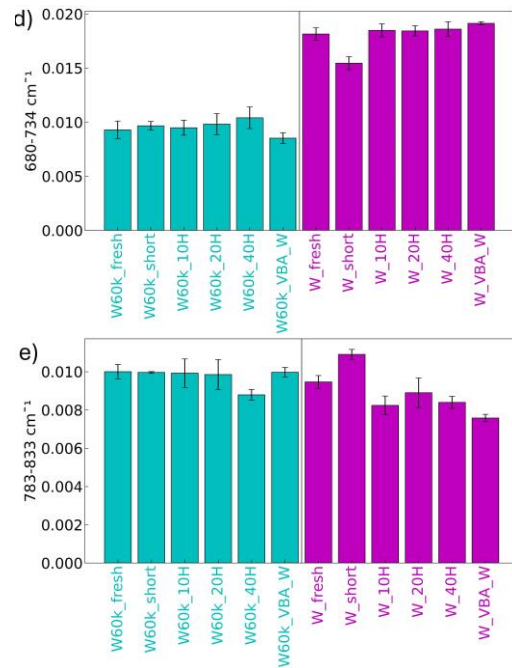 d)
680-734 cm⁻¹
0.020
0.015
0.010
0.005
0.000
W60k_fresh
W60k_short
W60k_10H
W60k_20H
W60k_40H
W60k_VBA_W
W_fresh
W_short
W_10H
W_20H
W_40H
W_VBA_W
e)
783-833 cm⁻¹
0.010
0.008
0.006
0.004
0.002
0.000
W60k_fresh
W60k_short
W60k_10H
W60k_20H
W60k_40H
W60k_VBA_W
W_fresh
W_short
W_10H
W_20H
W_40H
W_VBA_W